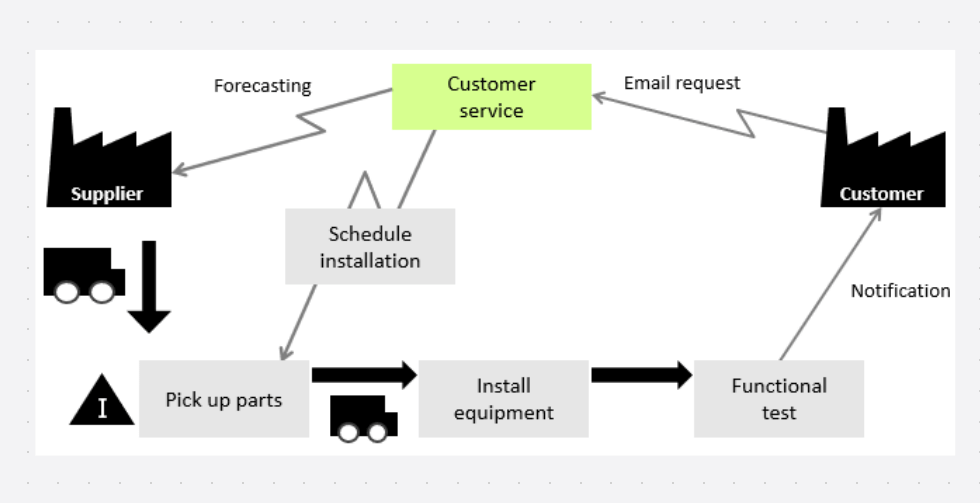 Forecasting
Customer
service
Email request
Supplier
Customer
Schedule
installation
Notification
I
Pick up parts
Install
equipment
Functional
test